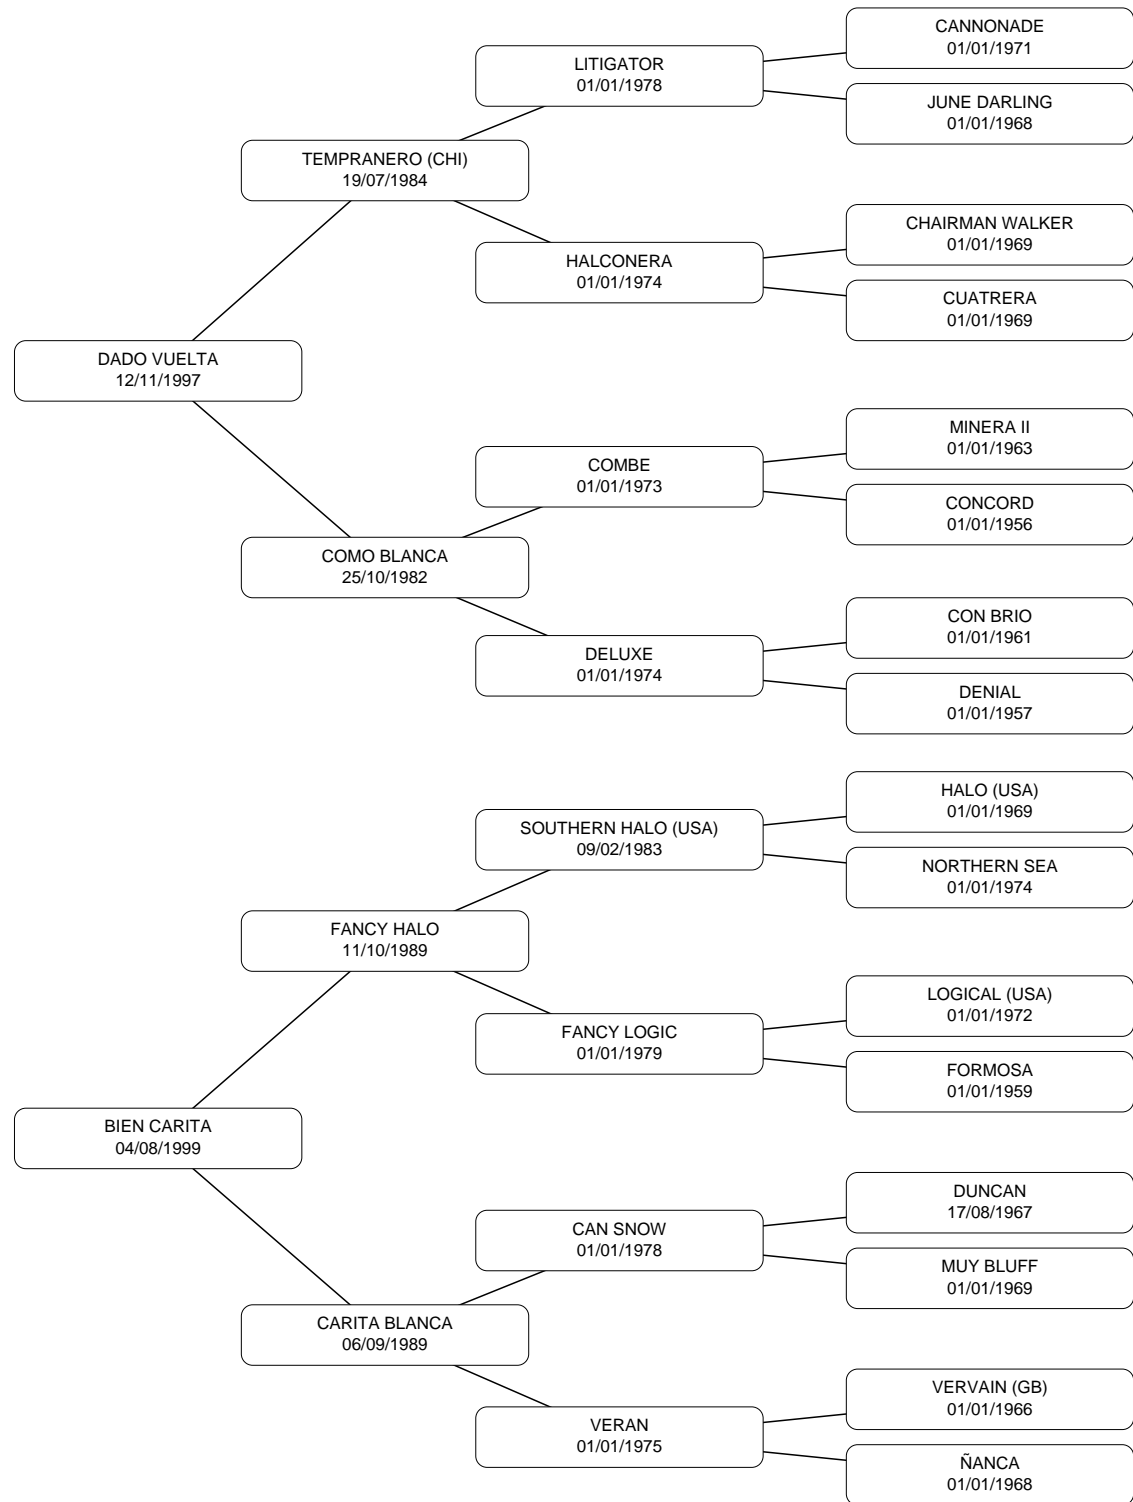 CANNONADE
01/01/1971
LITIGATOR
01/01/1978
JUNE DARLING
01/01/1968
TEMPRANERO (CHI)
19/07/1984
CHAIRMAN WALKER
01/01/1969
HALCONERA
01/01/1974
CUATRERA
01/01/1969
DADO VUELTA
12/11/1997
MINERA II
01/01/1963
COMBE
01/01/1973
CONCORD
01/01/1956
COMO BLANCA
25/10/1982
CON BRIO
01/01/1961
DELUXE
01/01/1974
DENIAL
01/01/1957
HALO (USA)
01/01/1969
SOUTHERN HALO (USA)
09/02/1983
NORTHERN SEA
01/01/1974
FANCY HALO
11/10/1989
LOGICAL (USA)
01/01/1972
FANCY LOGIC
01/01/1979
FORMOSA
01/01/1959
BIEN CARITA
04/08/1999
DUNCAN
17/08/1967
CAN SNOW
01/01/1978
MUY BLUFF
01/01/1969
CARITA BLANCA
06/09/1989
VERVAIN (GB)
01/01/1966
VERAN
01/01/1975
ÑANCA
01/01/1968